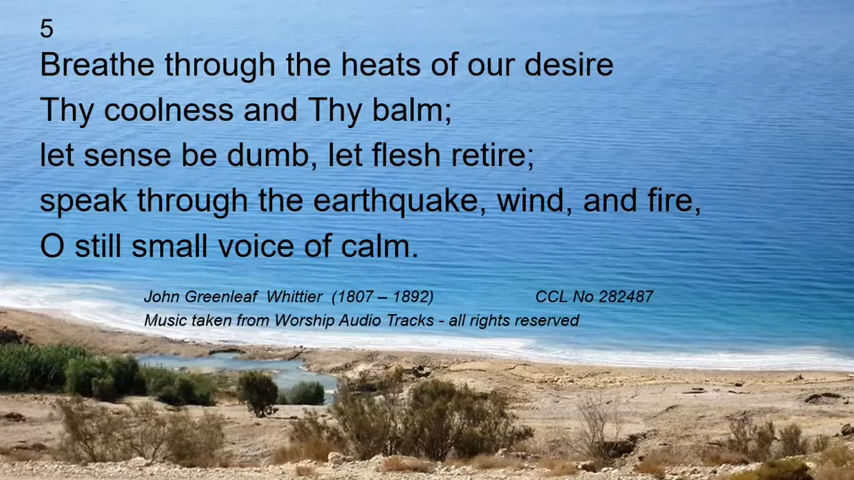 5
Breathe through the heats of our desire
Thy coolness and Thy balm;
let sense be dumb, let flesh retire;
speak through the earthquake, wind, and fire,
O still small voice of calm.
John Greenleaf Whittier (1807 – 1892) CCL No 282487
Music taken from Worship Audio Tracks - all rights reserved